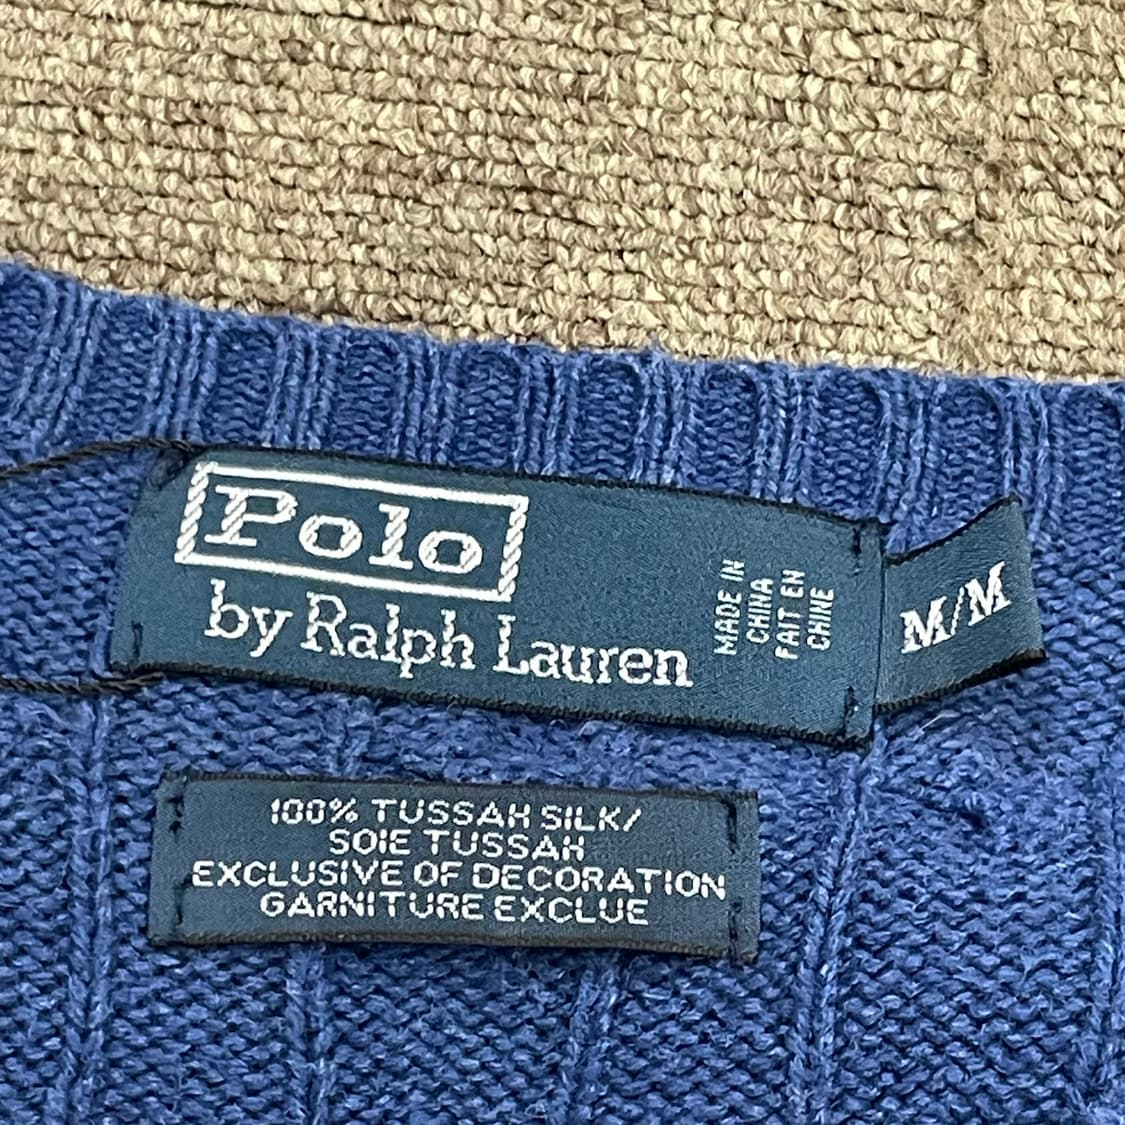 Polo
by Ralph Lauren
MADE IN
CHINA
FAIT EN
CHINE
M/M
100% TUSSAH SILK/
SOIE TUSSAH
EXCLUSIVE OF DECORATION
GARNITURE EXCLUE